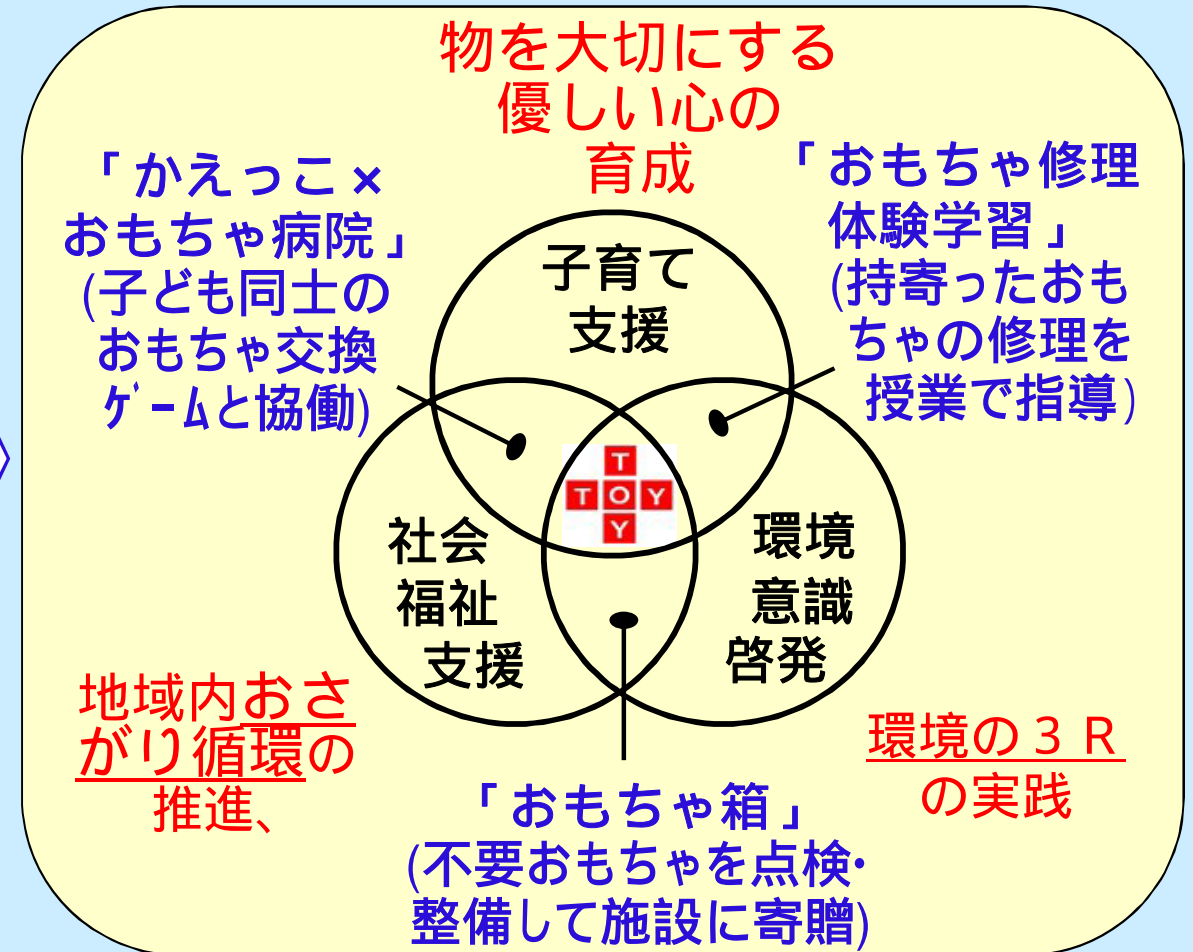 物を大切にする
優しい心の
育成
「かえっこ×
おもちゃ病院」
(子ども同士の
おもちゃ交換
ｹﾞｰﾑと協働)
「おもちゃ修理
体験学習」
(持寄ったおも
ちゃの修理を
授業で指導)
子育て
支援
T
TOY
Y
社会
福祉
支援
環境
意識
啓発
地域内おさ
がり循環の
推進、
環境の３Ｒ
の実践
「おもちゃ箱」
(不要おもちゃを点検・
整備して施設に寄贈)